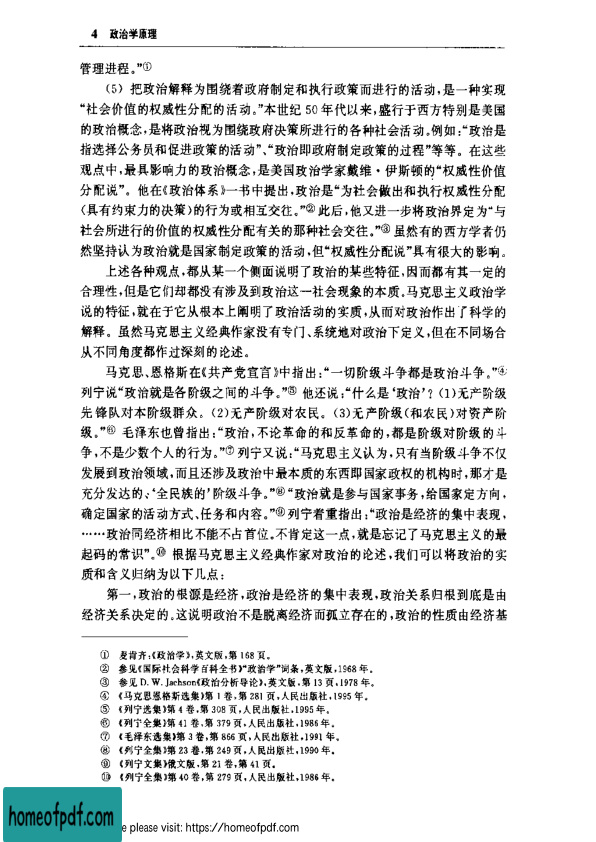 4 政治学原理
管理进程。”①
(5) 把政治解释为围绕着政府制定和执行政策而进行的活动,是一种实现
“社会价值的权威性分配的活动。”本世纪 50 年代以来,盛行于西方特别是美国
的政治概念,是将政治视为围绕政府决策所进行的各种社会活动。例如:“政治是
指选择公务员和促进政策的活动”、“政治即政府制定政策的过程”等等。在这些
观点中,最具影响力的政治概念,是美国政治学家戴维·伊斯顿的“权威性价值
分配说”。他在《政治体系》一书中提出,政治是“为社会做出和执行权威性分配
(具有约束力的决策)的行为或相互交往。”②此后,他又进一步将政治界定为“与
社会所进行的价值的权威性分配有关的那种社会交往。”③虽然有的西方学者仍
然坚持认为政治就是国家制定政策的活动,但“权威性分配说”具有很大的影响。
上述各种观点,都从某一个侧面说明了政治的某些特征,因而都有其一定的
合理性,但是它们却都没有涉及到政治这一社会现象的本质。马克思主义政治学
说的特征,就在于它从根本上阐明了政治活动的实质,从而对政治作出了科学的
解释。虽然马克思主义经典作家没有专门、系统地对政治下定义,但在不同场合
从不同角度都作过深刻的论述。
马克思、恩格斯在《共产党宣言》中指出:“一切阶级斗争都是政治斗争。”④
列宁说“政治就是各阶级之间的斗争。”⑤ 他还说:“什么是‘政治’? (1)无产阶级
先锋队对本阶级群众。(2)无产阶级对农民。(3)无产阶级(和农民)对资产阶
级。”⑥ 毛泽东也曾指出:“政治,不论革命的和反革命的,都是阶级对阶级的斗
争,不是少数个人的行为。”⑦列宁又说:“马克思主义认为,只有当阶级斗争不仅
发展到政治领域,而且还涉及政治中最本质的东西即国家政权的机构时,那才是
充分发达的、‘全民族的’阶级斗争。”⑧“政治就是参与国家事务,给国家定方向,
确定国家的活动方式、任务和内容。”⑨列宁着重指出:“政治是经济的集中表现,
……政治同经济相比不能不占首位。不肯定这一点,就是忘记了马克思主义的最
起码的常识”。⑩ 根据马克思主义经典作家对政治的论述,我们可以将政治的实
质和含义归纳为以下几点:
第一,政治的根源是经济,政治是经济的集中表现,政治关系归根到底是由
经济关系决定的。这说明政治不是脱离经济而孤立存在的,政治的性质由经济基
① 麦肯齐:《政治学》,英文版,第 168 页。
② 参见《国际社会科学百科全书》“政治学”词条,英文版,1968 年。
③ 参见 D. W. Jachson《政治分析导论》,英文版,第 13 页,1978 年。
④ 《马克思恩格斯选集》第 1 卷,第 281 页,人民出版社,1995 年。
⑤ 《列宁选集》第 4 卷,第 308 页,人民出版社,1995 年。
⑥ 《列宁全集》第 41 卷,第 379 页,人民出版社,1986 年。
⑦ 《毛泽东选集》第 3 卷,第 866 页,人民出版社,1991 年。
⑧ 《列宁全集》第 23 卷,第 249 页,人民出版社,1990 年。
⑨ 《列宁文集》俄文版,第 21 卷,第 41 页。
⑩ 《列宁全集》第 40 卷,第 279 页,人民出版社,1986 年。
homeofpdf.com
e please visit: https://homeofpdf.com